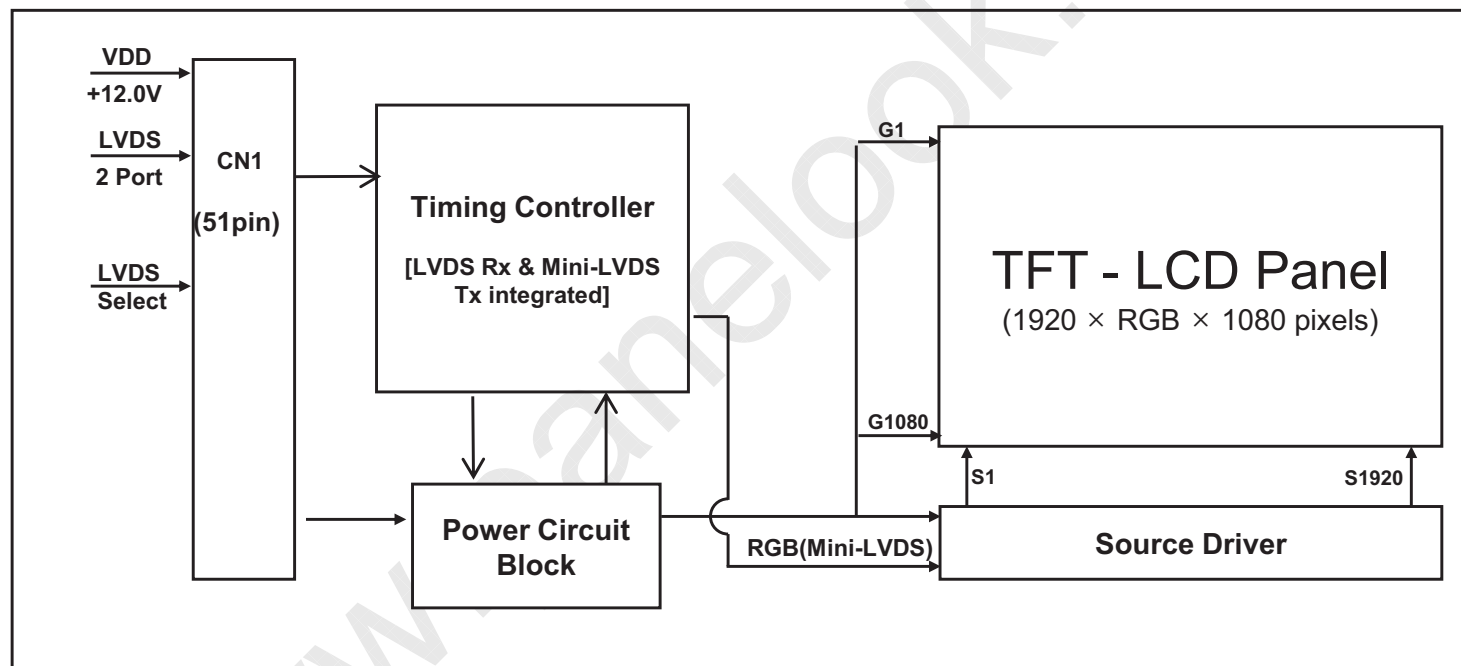 VDD
+12.0V
LVDS
2 Port
LVDS
Select
CN1
(51pin)
Timing Controller
[LVDS Rx & Mini-LVDS
Tx integrated]
Power Circuit
Block
G1
G1080
TFT - LCD Panel
(1920 × RGB × 1080 pixels)
S1
S1920
RGB(Mini-LVDS)
Source Driver
panelook.